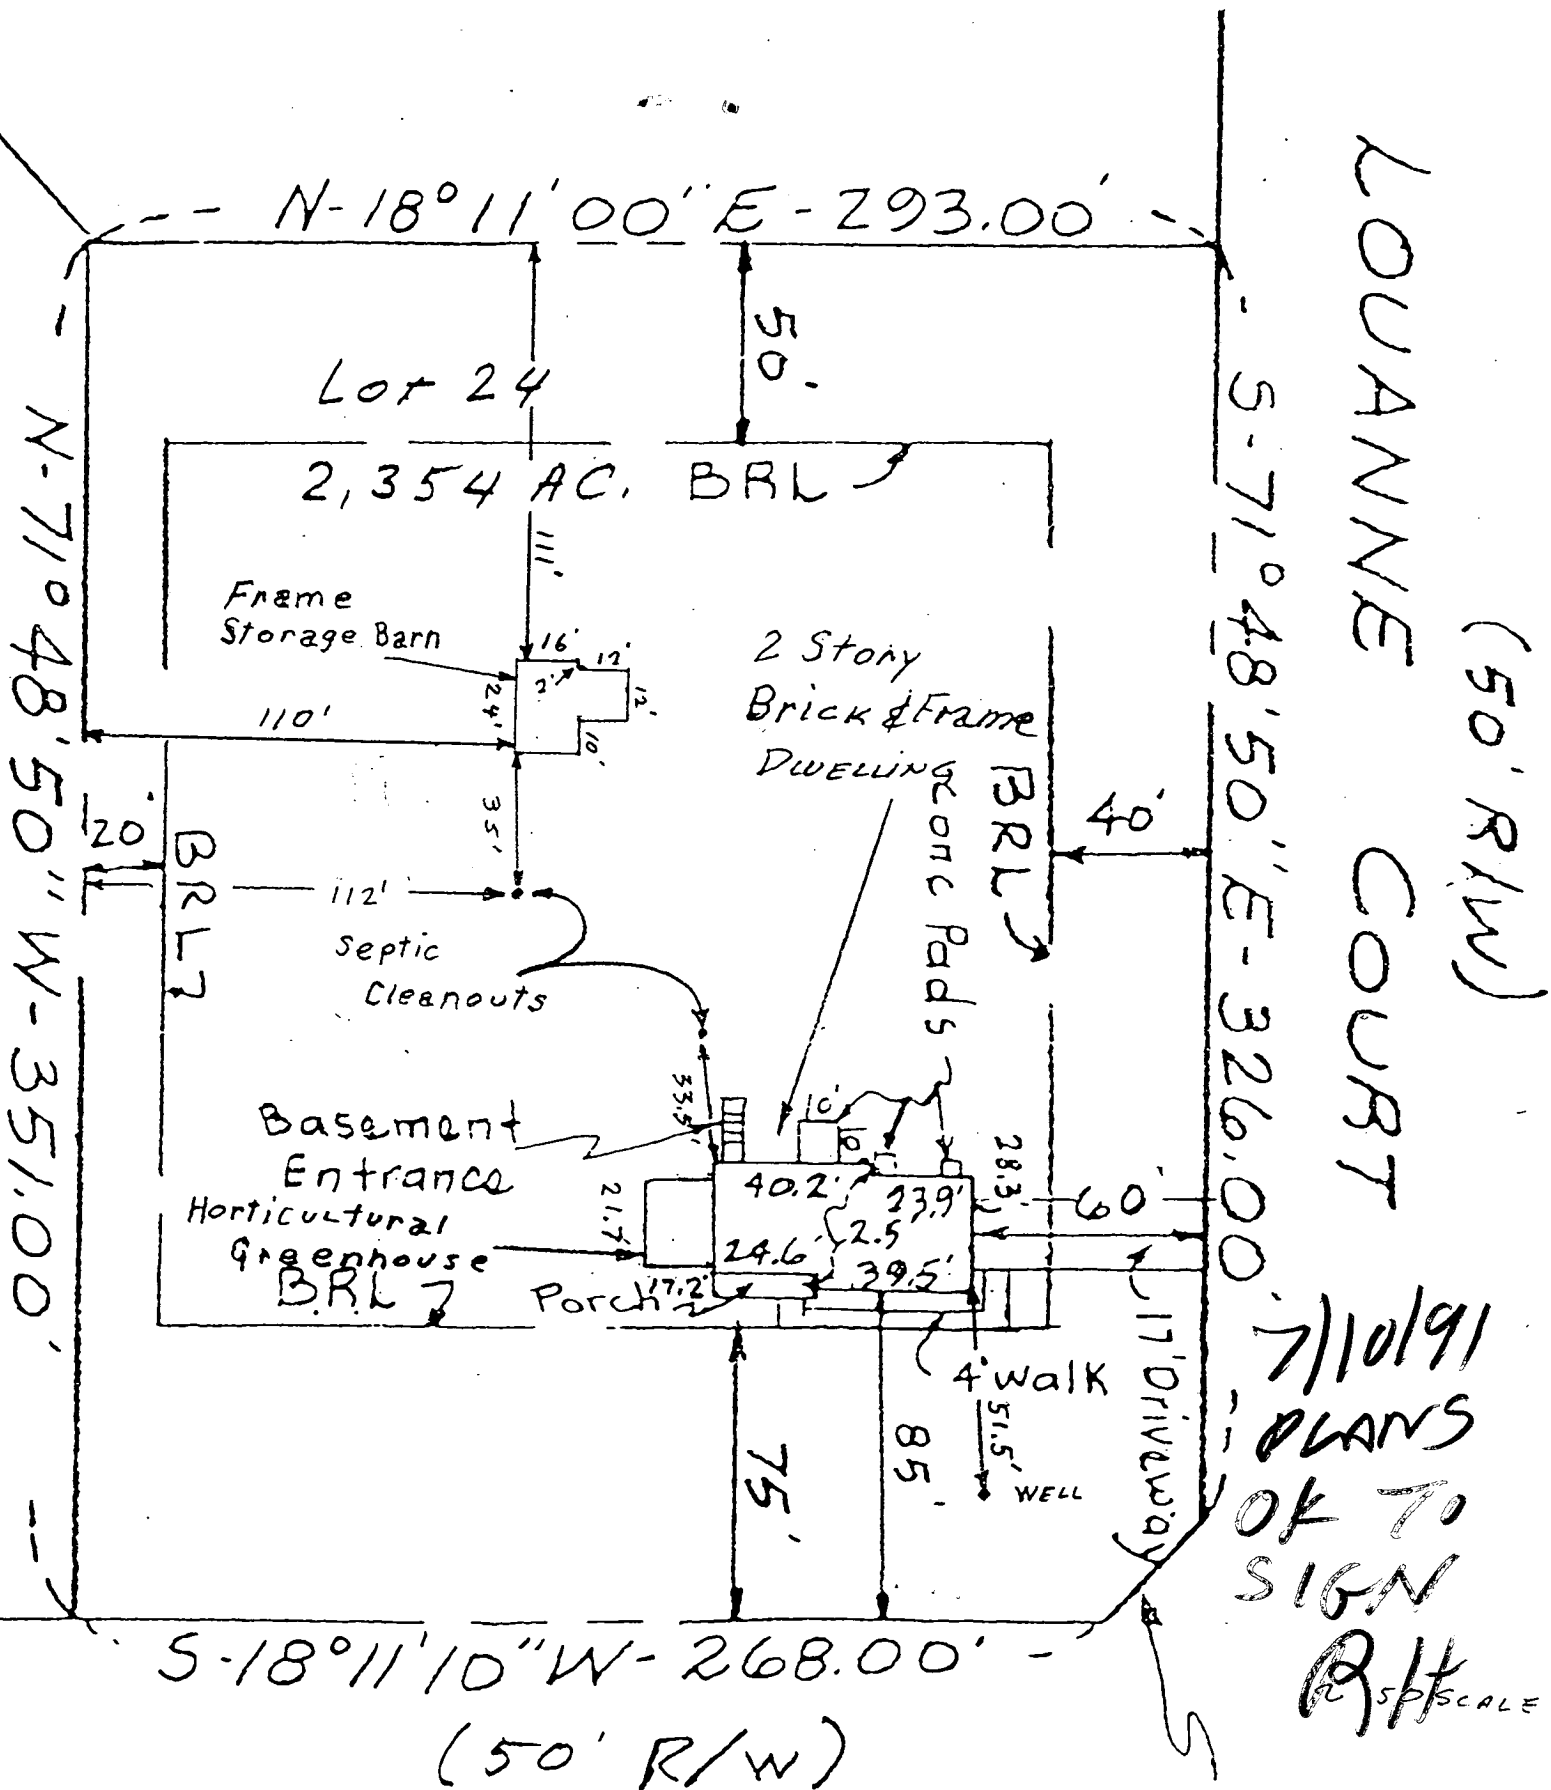 N-18°11'00" E - 293.00'
LOUANNE COURT
(50' R/W)
S-71°48'50" E - 326.00
N-71°48'50" W - 351.00'
50'
Lot 24
2,354 AC.
BRL
111'
Frame
Storage Barn
16'
12'
2'
12'
24'
10'
110'
2 Story
Brick & Frame
DWELLING
conc Pads
BRL
40'
35'
20'
BRL
112'
Septic
Cleanouts
33.5'
10'
10'
Basement
Entrance
40.2'
23.9'
28.3'
60'
Horticultural
Greenhouse
21.7'
24.6'
2.5'
39.5'
17.2'
B.R.L
Porch
4' walk
17' Driveway
51.5'
WELL
85'
75'
7/10/91
PLANS
OK TO
SIGN
SCALE
S-18°11'10" W - 268.00'
(50' R/W)